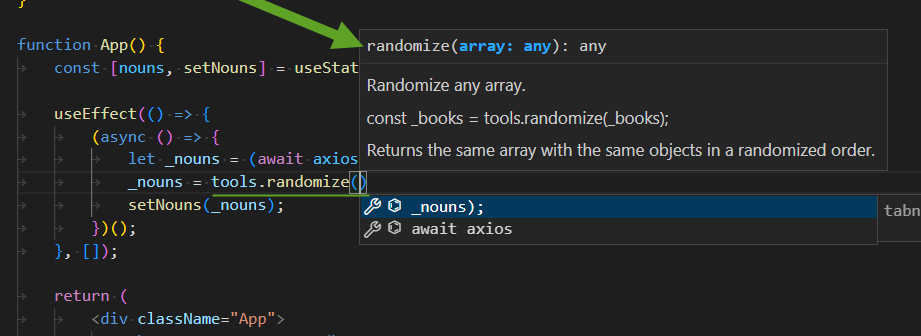 }
function App() {
const [nouns, setNouns] = useStat
useEffect(() => {
(async () => {
let _nouns = (await axios
_nouns = tools.randomize()
setNouns(_nouns);
})();
}, []);
return (
<div className="App">
randomize(array: any): any
Randomize any array.
const _books = tools.randomize(_books);
Returns the same array with the same objects in a randomized order.
_nouns);
await axios
tabn